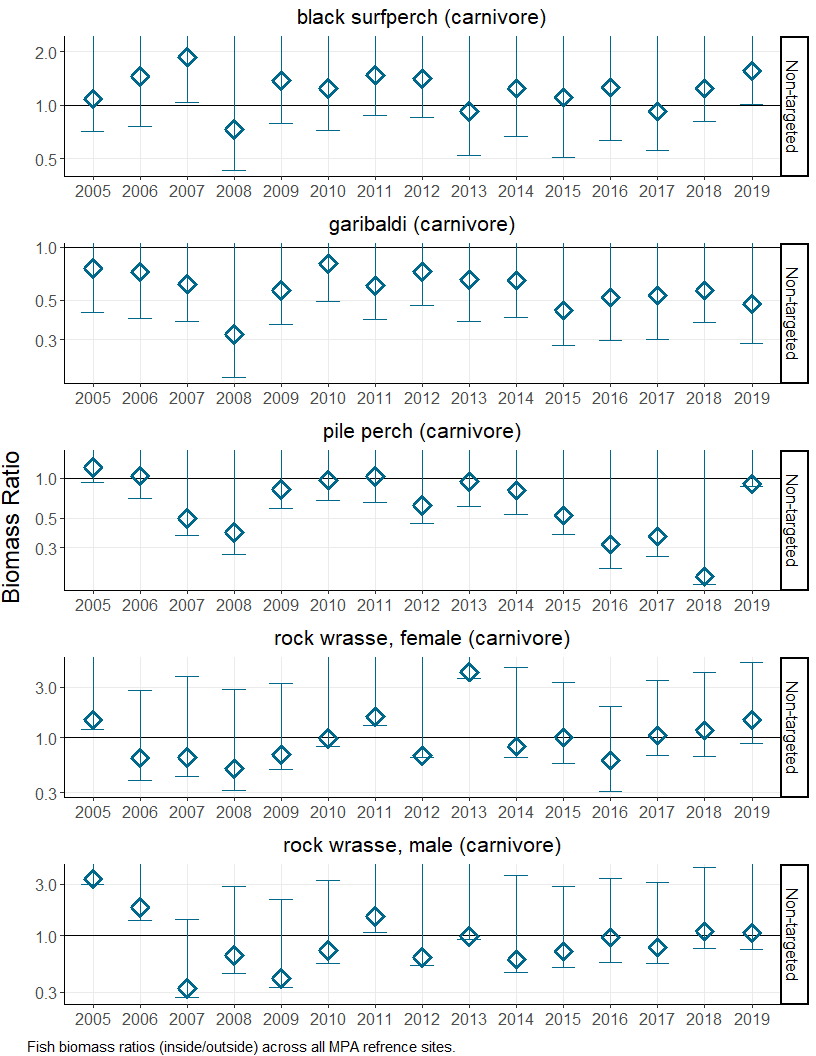 black surfperch (carnivore)
2.0
1.0
0.5
Non-targeted
2005 2006 2007 2008 2009 2010 2011 2012 2013 2014 2015 2016 2017 2018 2019
garibaldi (carnivore)
1.0
0.5
0.3
Non-targeted
2005 2006 2007 2008 2009 2010 2011 2012 2013 2014 2015 2016 2017 2018 2019
Biomass Ratio
pile perch (carnivore)
1.0
0.5
0.3
Non-targeted
2005 2006 2007 2008 2009 2010 2011 2012 2013 2014 2015 2016 2017 2018 2019
rock wrasse, female (carnivore)
3.0
1.0
0.3
Non-targeted
2005 2006 2007 2008 2009 2010 2011 2012 2013 2014 2015 2016 2017 2018 2019
rock wrasse, male (carnivore)
3.0
1.0
0.3
Non-targeted
2005 2006 2007 2008 2009 2010 2011 2012 2013 2014 2015 2016 2017 2018 2019
Fish biomass ratios (inside/outside) across all MPA refrence sites.